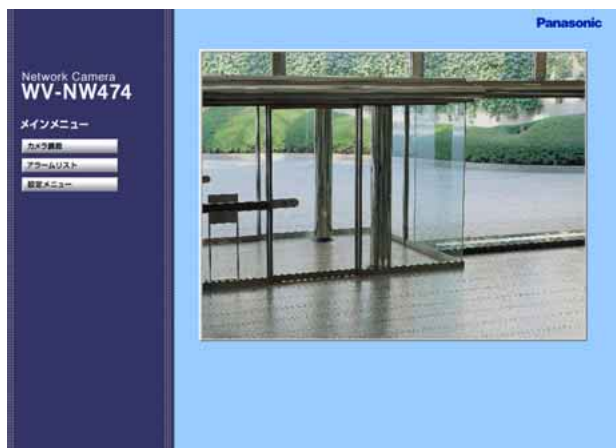 Panasonic
Network Camera
WV-NW474
メインメニュー
カメラ画面
アラームリスト
設定メニュー